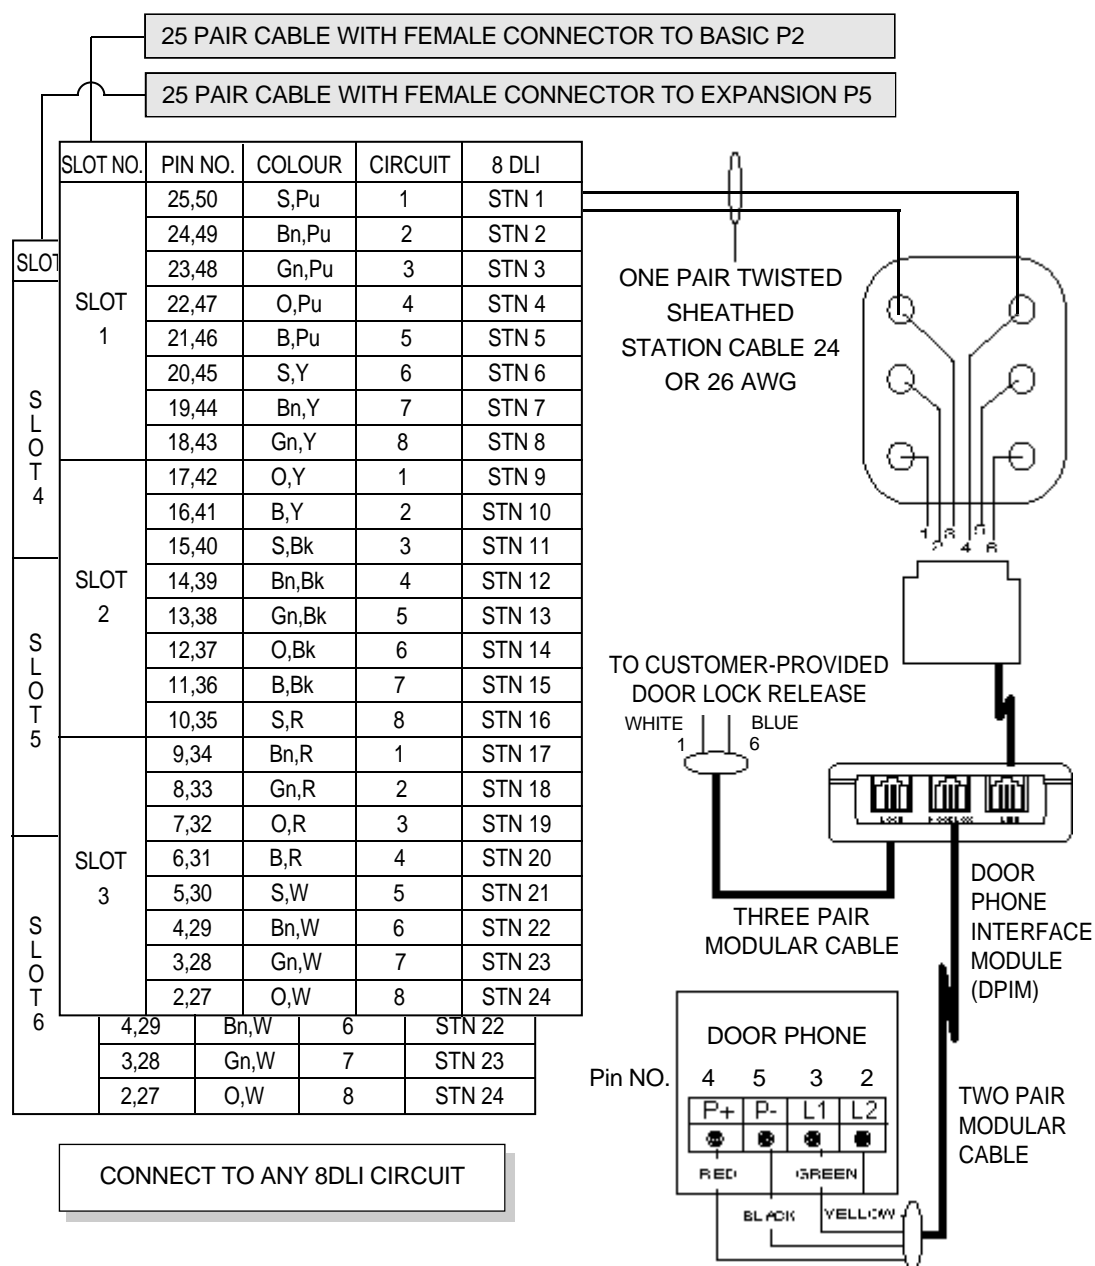 25 PAIR CABLE WITH FEMALE CONNECTOR TO BASIC P2
25 PAIR CABLE WITH FEMALE CONNECTOR TO EXPANSION P5
SLOT NO. PIN NO. COLOUR CIRCUIT 8 DLI
SLOT 1
25,50 S,Pu 1 STN 1
24,49 Bn,Pu 2 STN 2
23,48 Gn,Pu 3 STN 3
22,47 O,Pu 4 STN 4
21,46 B,Pu 5 STN 5
20,45 S,Y 6 STN 6
19,44 Bn,Y 7 STN 7
18,43 Gn,Y 8 STN 8
SLOT 2
17,42 O,Y 1 STN 9
16,41 B,Y 2 STN 10
15,40 S,Bk 3 STN 11
14,39 Bn,Bk 4 STN 12
13,38 Gn,Bk 5 STN 13
12,37 O,Bk 6 STN 14
11,36 B,Bk 7 STN 15
10,35 S,R 8 STN 16
SLOT 3
9,34 Bn,R 1 STN 17
8,33 Gn,R 2 STN 18
7,32 O,R 3 STN 19
6,31 B,R 4 STN 20
5,30 S,W 5 STN 21
4,29 Bn,W 6 STN 22
3,28 Gn,W 7 STN 23
2,27 O,W 8 STN 24
SLOT
SLOT 4
SLOT 5
SLOT 6
4,29 Bn,W 6 STN 22
3,28 Gn,W 7 STN 23
2,27 O,W 8 STN 24
CONNECT TO ANY 8DLI CIRCUIT
ONE PAIR TWISTED
SHEATHED
STATION CABLE 24
OR 26 AWG
1 2 3 4 5 6
TO CUSTOMER-PROVIDED
DOOR LOCK RELEASE
WHITE BLUE
1 6
LOCK LINE
THREE PAIR
MODULAR CABLE
DOOR
PHONE
INTERFACE
MODULE
(DPIM)
DOOR PHONE
Pin NO. 4 5 3 2
P+ P- L1 L2
RED GREEN
BLACK YELLOW
TWO PAIR
MODULAR
CABLE